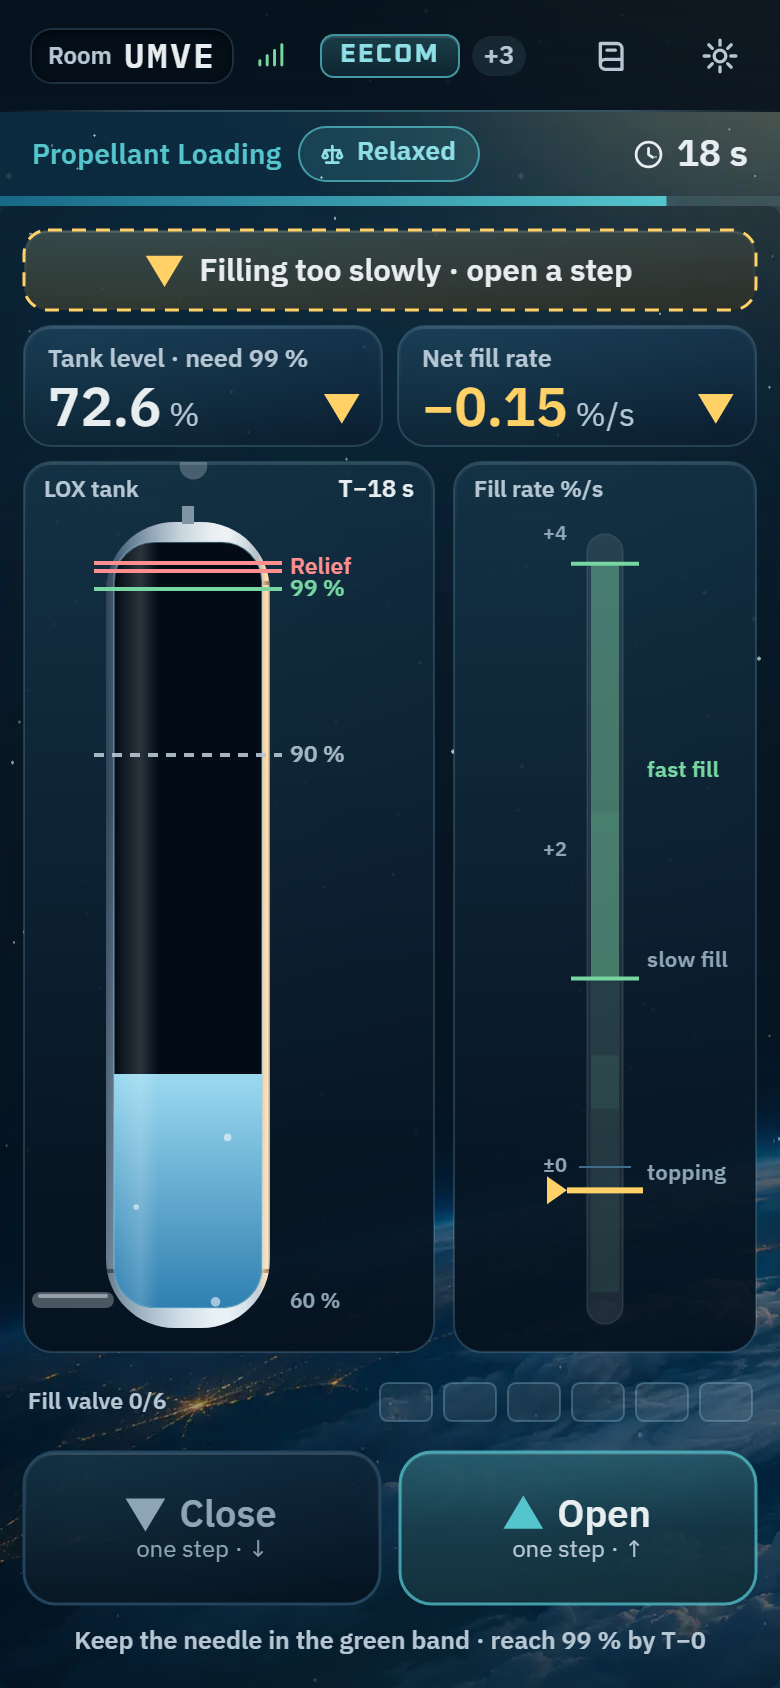 Room UMVE EECOM +3
Propellant Loading Relaxed 18 s
Filling too slowly · open a step
Tank level · need 99 %
72.6 %
Net fill rate
−0.15 %/s
LOX tank T−18 s
Relief
99 %
90 %
60 %
Fill rate %/s
+4
fast fill
+2
slow fill
±0
topping
Fill valve 0/6
Close
one step · ↓
Open
one step · ↑
Keep the needle in the green band · reach 99 % by T−0